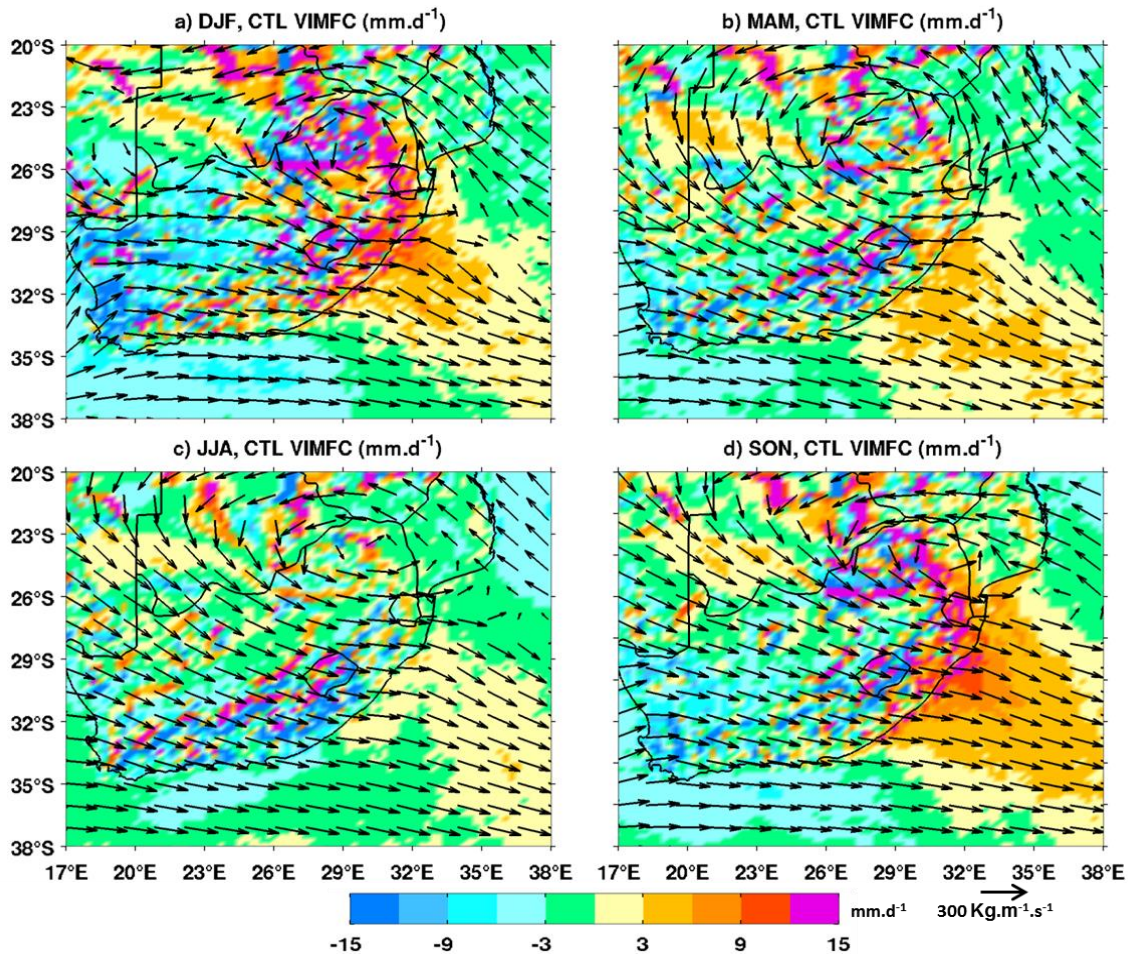 a) DJF, CTL VIMFC (mm.d⁻¹)
b) MAM, CTL VIMFC (mm.d⁻¹)
20°S
23°S
26°S
29°S
32°S
35°S
38°S
c) JJA, CTL VIMFC (mm.d⁻¹)
d) SON, CTL VIMFC (mm.d⁻¹)
20°S
23°S
26°S
29°S
32°S
35°S
38°S
17°E 20°E 23°E 26°E 29°E 32°E 35°E 38°E
17°E 20°E 23°E 26°E 29°E 32°E 35°E 38°E
mm.d⁻¹ 300 Kg.m⁻¹.s⁻¹
-15 -9 -3 3 9 15